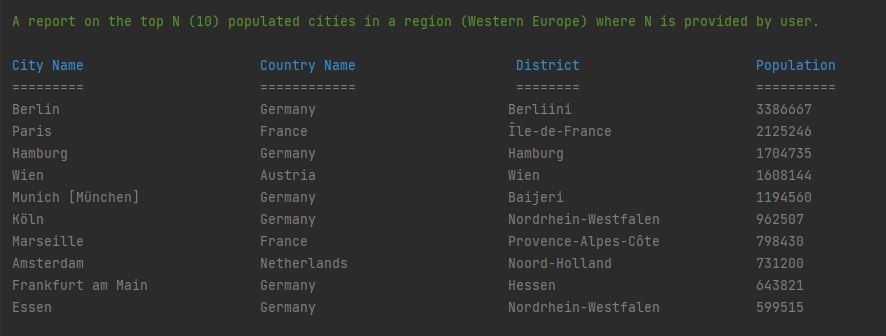 A report on the top N (10) populated cities in a region (Western Europe) where N is provided by user.
City Name Country Name District Population
========= ============ ======== ==========
Berlin Germany Berliini 3386667
Paris France Île-de-France 2125246
Hamburg Germany Hamburg 1704735
Wien Austria Wien 1608144
Munich [München] Germany Baijeri 1194560
Köln Germany Nordrhein-Westfalen 962507
Marseille France Provence-Alpes-Côte 798430
Amsterdam Netherlands Noord-Holland 731200
Frankfurt am Main Germany Hessen 643821
Essen Germany Nordrhein-Westfalen 599515